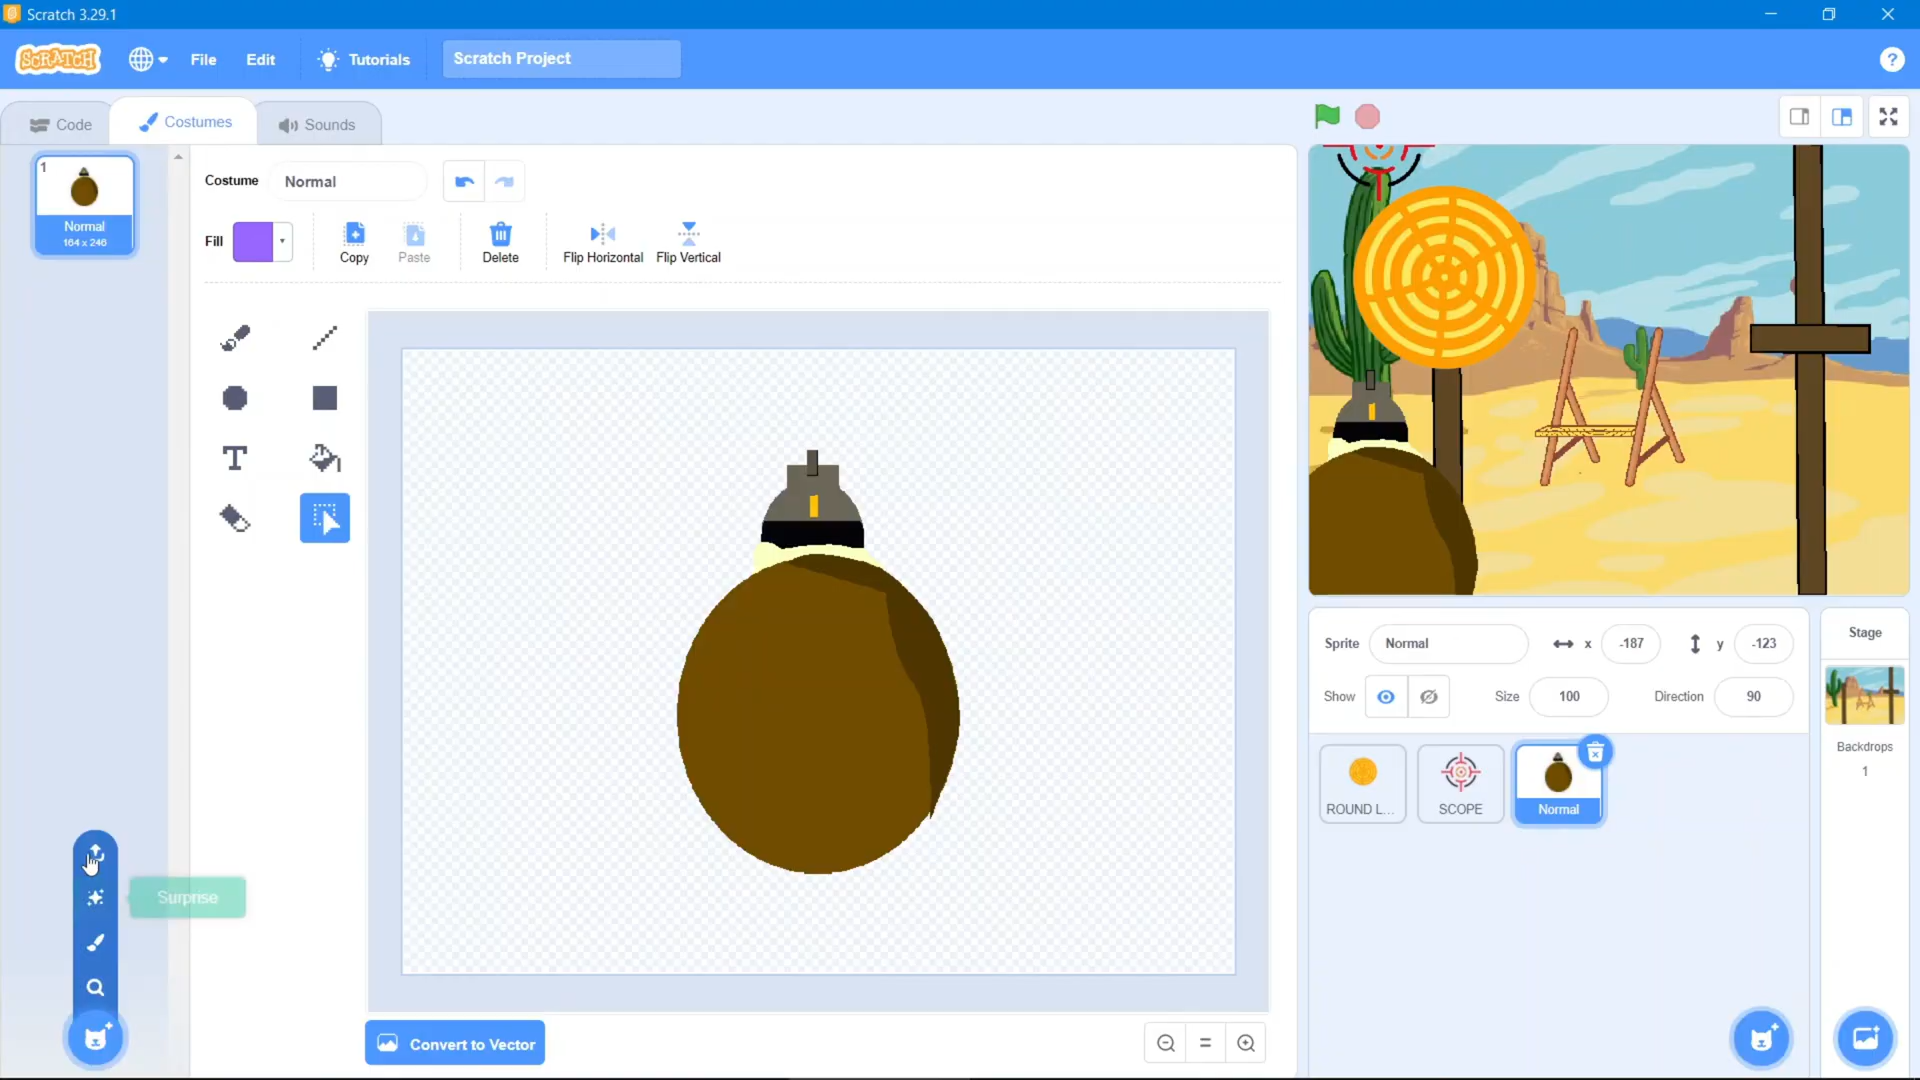 Scratch 3.29.1
SCRATCH
File
Edit
Tutorials
Scratch Project
?
Code
Costumes
Sounds
1
Normal
164 x 246
Costume
Normal
Fill
Copy
Paste
Delete
Flip Horizontal
Flip Vertical
T
Surprise
Convert to Vector
Sprite
Normal
x
-187
y
-123
Show
Size
100
Direction
90
ROUND L...
SCOPE
Normal
Stage
Backdrops
1